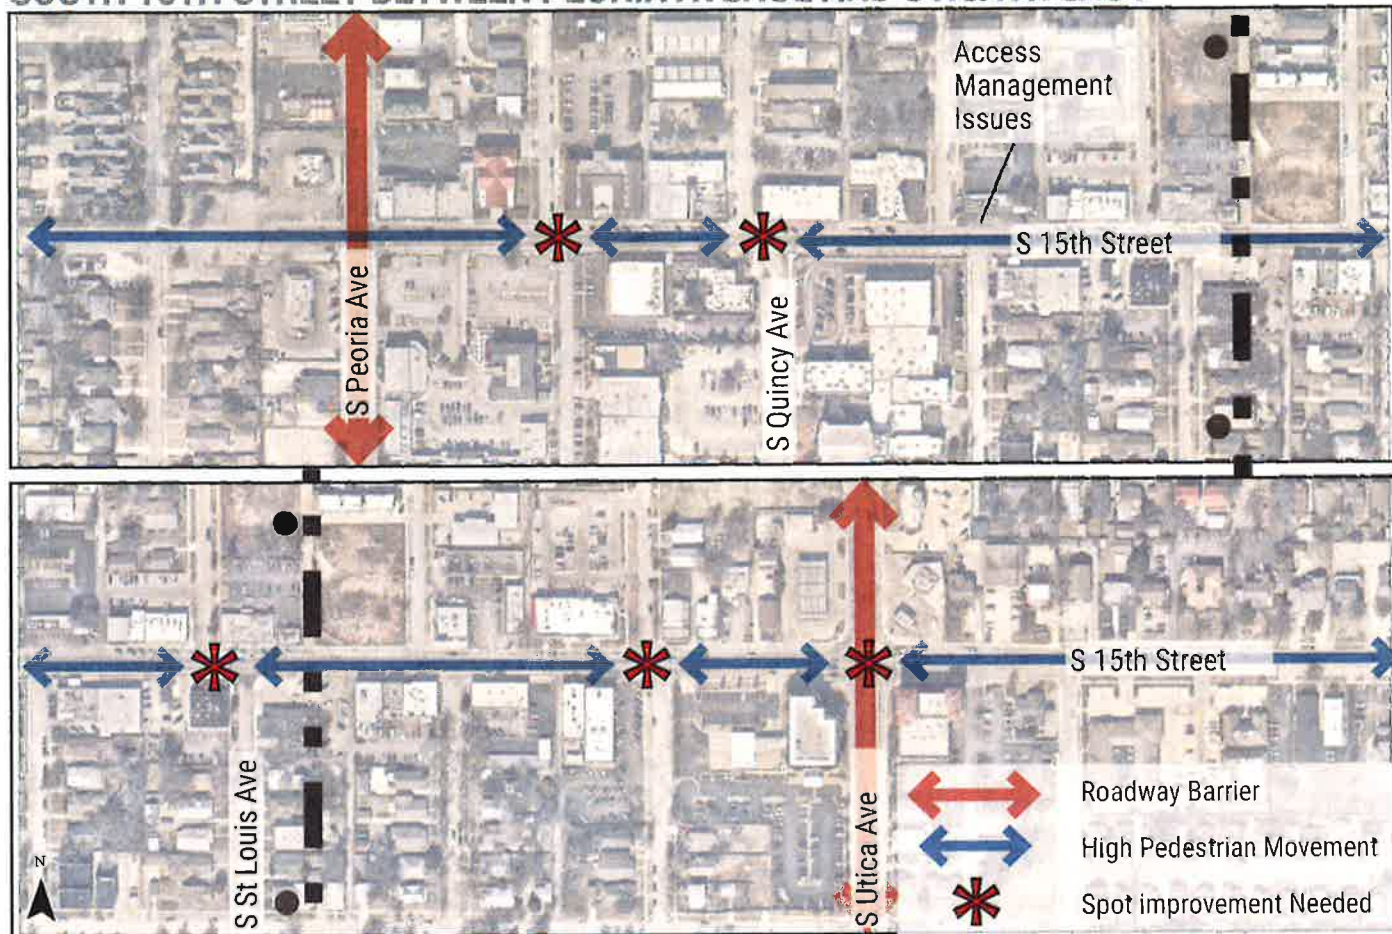 Access
Management
Issues
S 15th Street
S Peoria Ave
S Quincy Ave
S 15th Street
S St Louis Ave
S Utica Ave
Roadway Barrier
High Pedestrian Movement
Spot improvement Needed
N